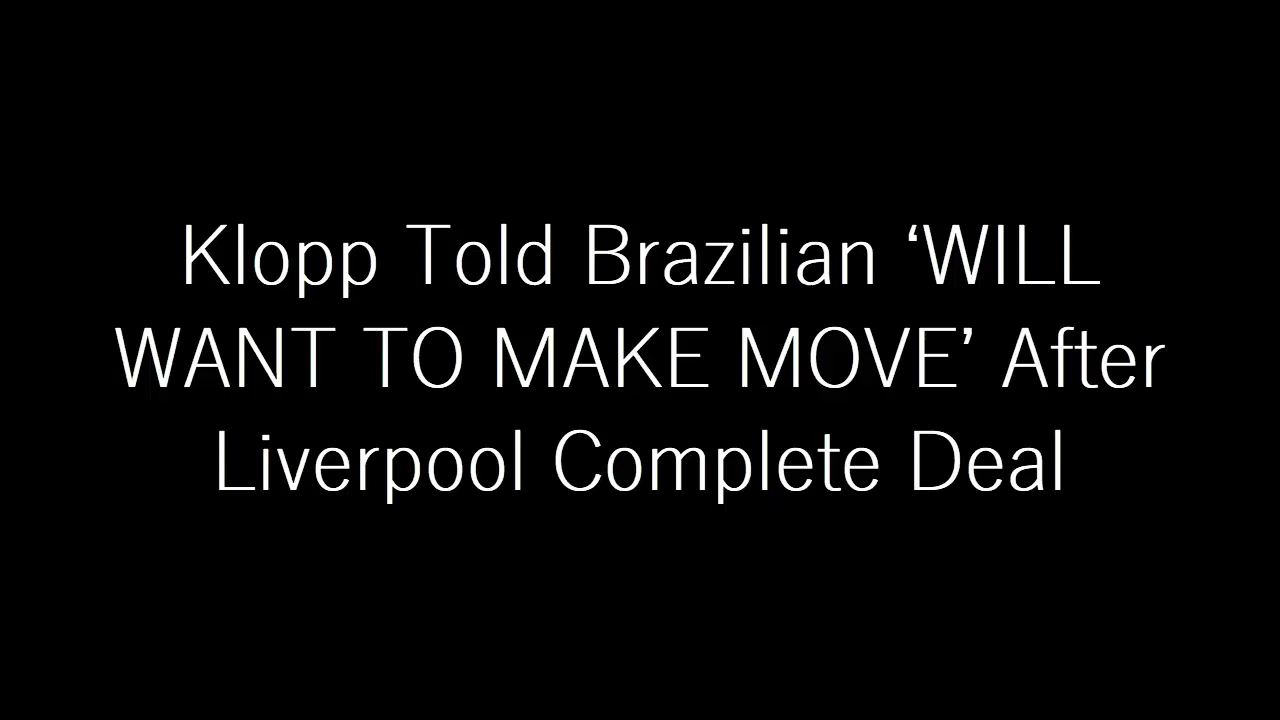 Klopp Told Brazilian ‘WILL
WANT TO MAKE MOVE’ After
Liverpool Complete Deal